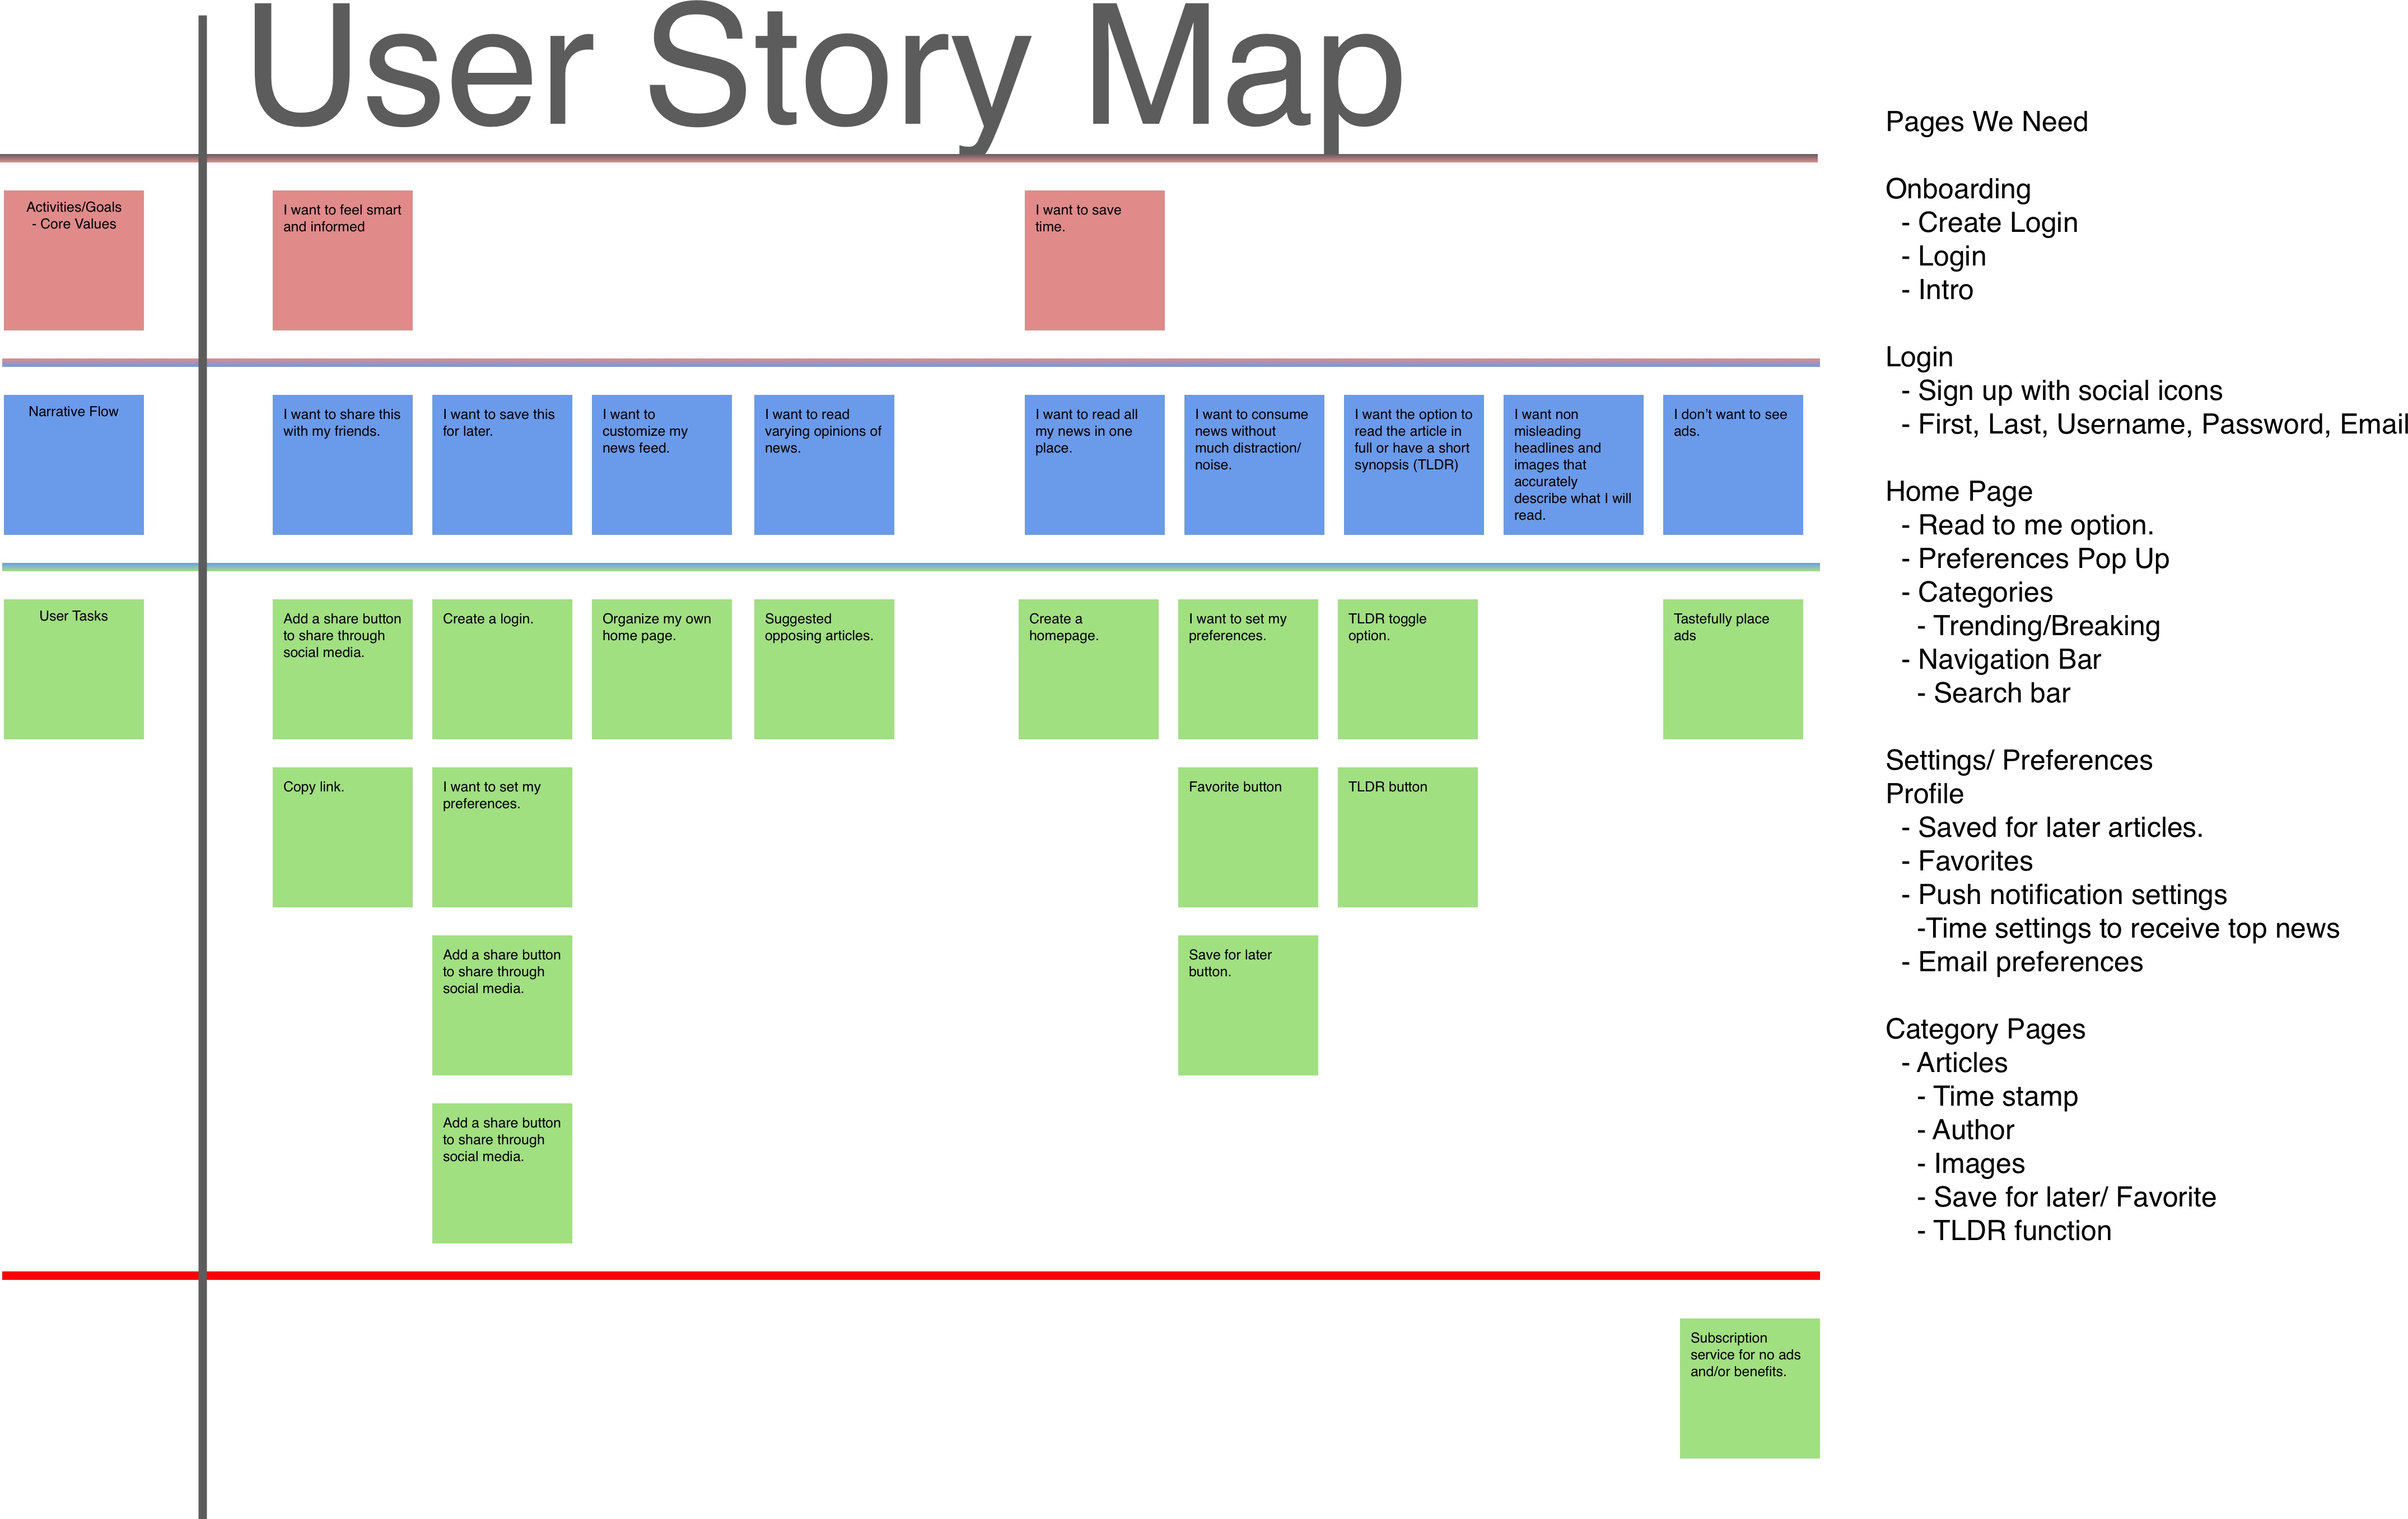 User Story Map
Activities/Goals
- Core Values
I want to feel smart
and informed
I want to save
time.
Narrative Flow
I want to share this
with my friends.
I want to save this
for later.
I want to
customize my
news feed.
I want to read
varying opinions of
news.
I want to read all
my news in one
place.
I want to consume
news without
much distraction/
noise.
I want the option to
read the article in
full or have a short
synopsis (TLDR)
I want non
misleading
headlines and
images that
accurately
describe what I will
read.
I don’t want to see
ads.
User Tasks
Add a share button
to share through
social media.
Create a login.
Organize my own
home page.
Suggested
opposing articles.
Create a
homepage.
I want to set my
preferences.
TLDR toggle
option.
Tastefully place
ads
Copy link.
I want to set my
preferences.
Favorite button
TLDR button
Add a share button
to share through
social media.
Save for later
button.
Add a share button
to share through
social media.
Subscription
service for no ads
and/or benefits.
Pages We Need
Onboarding
- Create Login
- Login
- Intro
Login
- Sign up with social icons
- First, Last, Username, Password, Email
Home Page
- Read to me option.
- Preferences Pop Up
- Categories
- Trending/Breaking
- Navigation Bar
- Search bar
Settings/ Preferences
Profile
- Saved for later articles.
- Favorites
- Push notification settings
-Time settings to receive top news
- Email preferences
Category Pages
- Articles
- Time stamp
- Author
- Images
- Save for later/ Favorite
- TLDR function